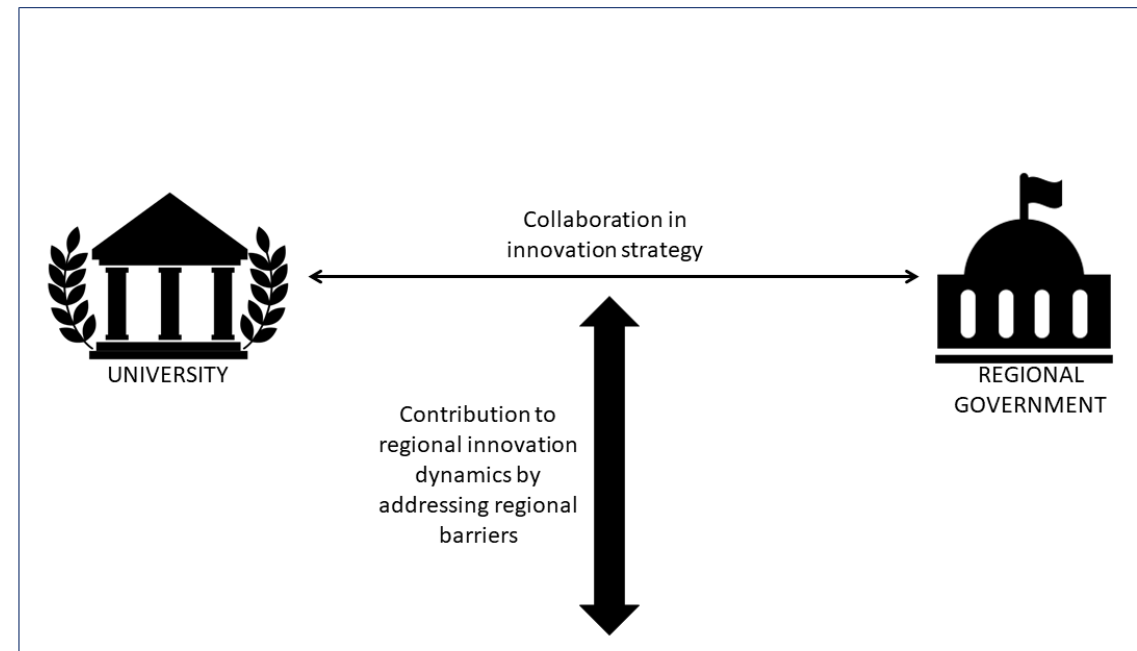 Collaboration in
innovation strategy
UNIVERSITY
REGIONAL
GOVERNMENT
Contribution to
regional innovation
dynamics by
addressing regional
barriers